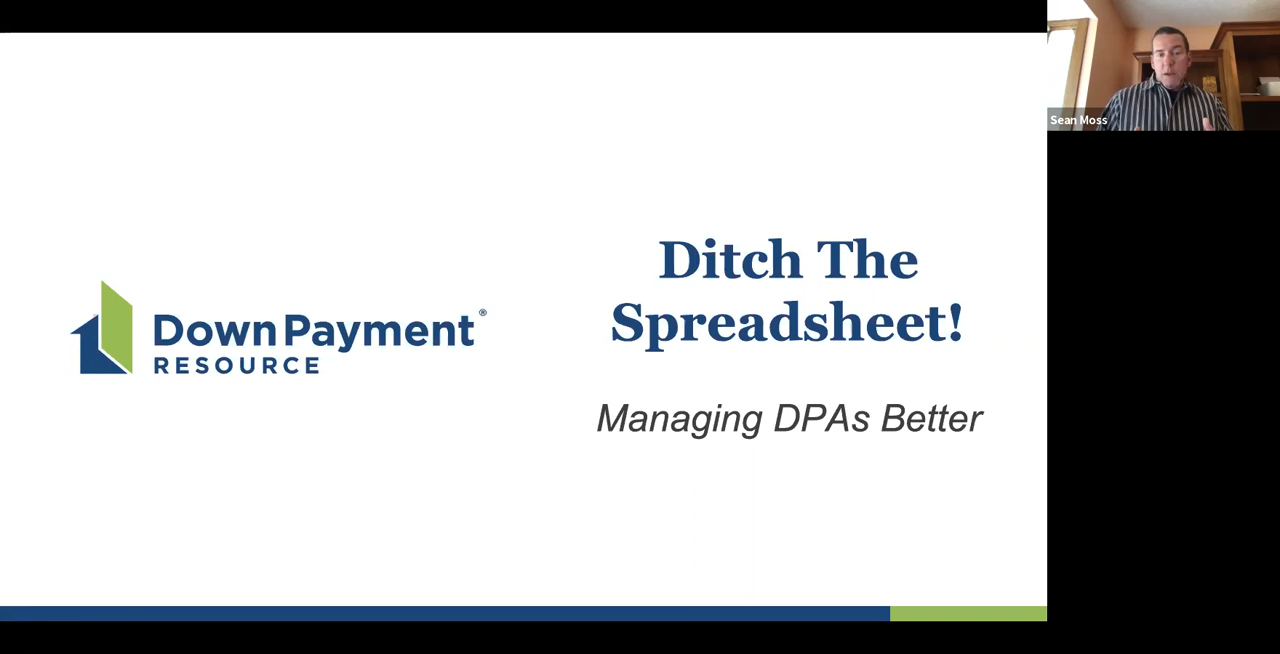 Sean Moss
Ditch The
Spreadsheet!
DownPayment®
RESOURCE
Managing DPAs Better